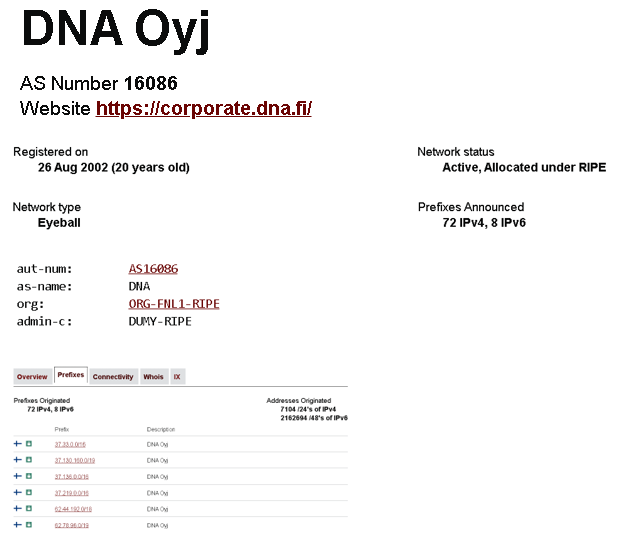 DNA Oyj
AS Number 16086
Website https://corporate.dna.fi/
Registered on
26 Aug 2002 (20 years old)
Network status
Active, Allocated under RIPE
Network type
Eyeball
Prefixes Announced
72 IPv4, 8 IPv6
aut-num: AS16086
as-name: DNA
org: ORG-FNL1-RIPE
admin-c: DUMY-RIPE
Overview Prefixes Connectivity Whois IX
Prefixes Originated
72 IPv4, 8 IPv6
Addresses Originated
7104 /24's of IPv4
2162694 /48's of IPv6
Prefix Description
37.33.0.0/16 DNA Oyj
37.130.160.0/19 DNA Oyj
37.136.0.0/16 DNA Oyj
37.219.0.0/16 DNA Oyj
62.44.192.0/18 DNA Oyj
62.78.96.0/19 DNA Oyj